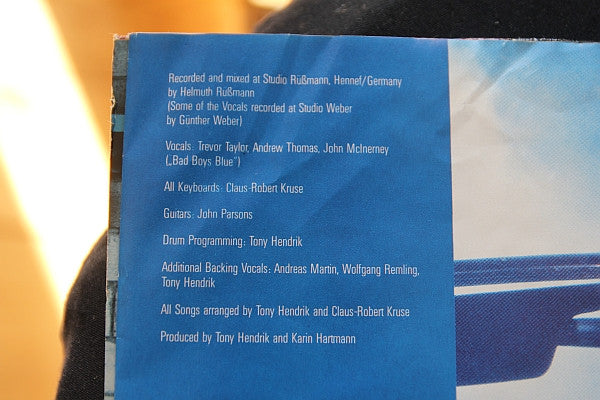 Recorded and mixed at Studio Rüßmann, Hennef/Germany
by Helmuth Rüßmann
(Some of the Vocals recorded at Studio Weber
by Günther Weber)
Vocals: Trevor Taylor, Andrew Thomas, John McInerney
(„Bad Boys Blue“)
All Keyboards: Claus-Robert Kruse
Guitars: John Parsons
Drum Programming: Tony Hendrik
Additional Backing Vocals: Andreas Martin, Wolfgang Remling,
Tony Hendrik
All Songs arranged by Tony Hendrik and Claus-Robert Kruse
Produced by Tony Hendrik and Karin Hartmann